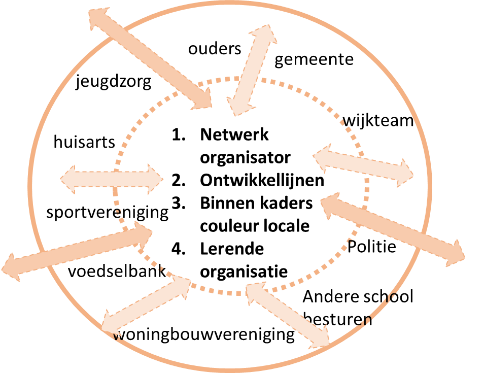 ouders
gemeente
jeugdzorg
wijkteam
huisarts
1. Netwerk
organisator
2. Ontwikkellijnen
3. Binnen kaders
couleur locale
4. Lerende
organisatie
sportvereniging
Politie
voedselbank
Andere school
besturen
woningbouwvereniging